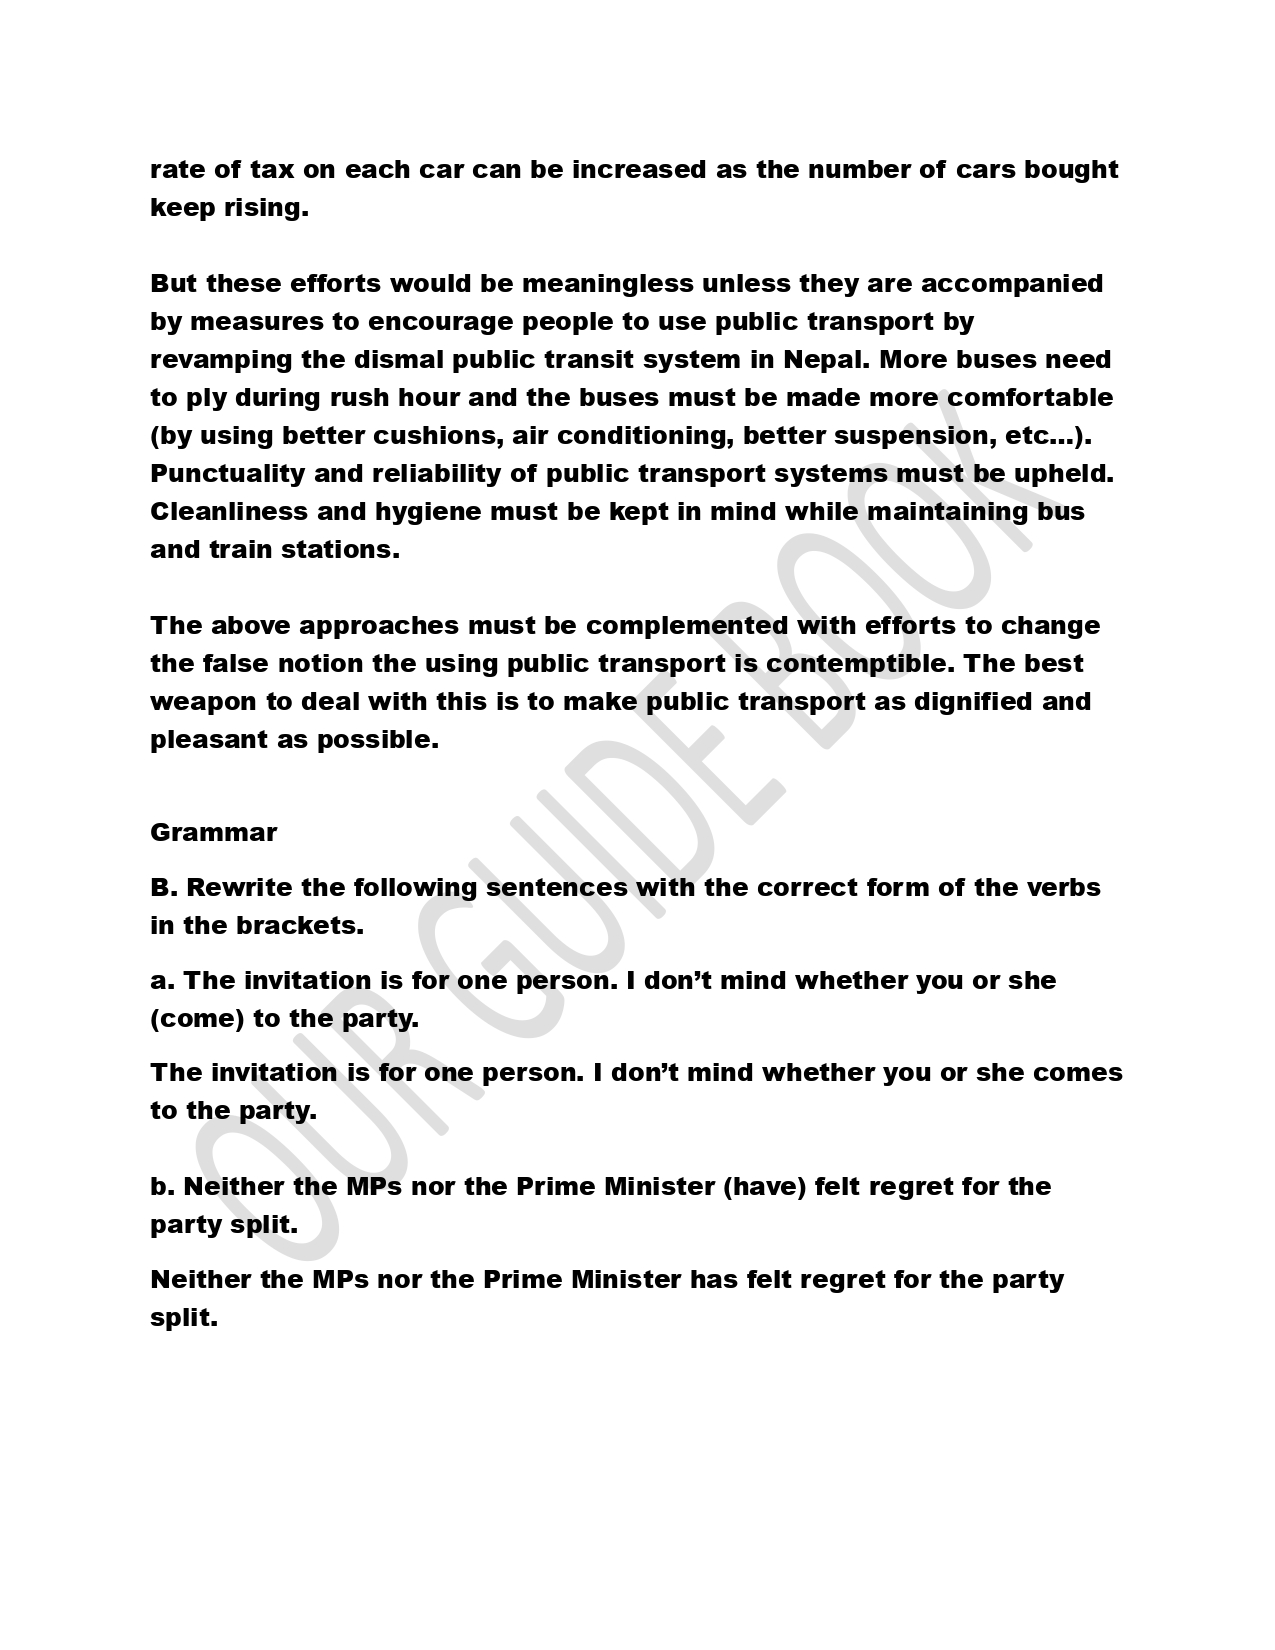 rate of tax on each car can be increased as the number of cars bought
keep rising.
But these efforts would be meaningless unless they are accompanied
by measures to encourage people to use public transport by
revamping the dismal public transit system in Nepal. More buses need
to ply during rush hour and the buses must be made more comfortable
(by using better cushions, air conditioning, better suspension, etc...).
Punctuality and reliability of public transport systems must be upheld.
Cleanliness and hygiene must be kept in mind while maintaining bus
and train stations.
The above approaches must be complemented with efforts to change
the false notion the using public transport is contemptible. The best
weapon to deal with this is to make public transport as dignified and
pleasant as possible.
Grammar
B. Rewrite the following sentences with the correct form of the verbs
in the brackets.
a. The invitation is for one person. I don’t mind whether you or she
(come) to the party.
The invitation is for one person. I don’t mind whether you or she comes
to the party.
b. Neither the MPs nor the Prime Minister (have) felt regret for the
party split.
Neither the MPs nor the Prime Minister has felt regret for the party
split.
OUR GUIDE BOOK